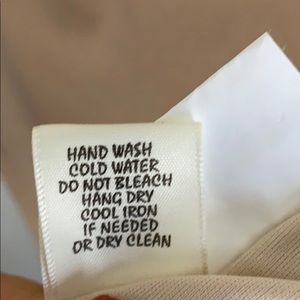 HAND WASH
COLD WATER
DO NOT BLEACH
HANG DRY
COOL IRON
IF NEEDED
OR DRY CLEAN